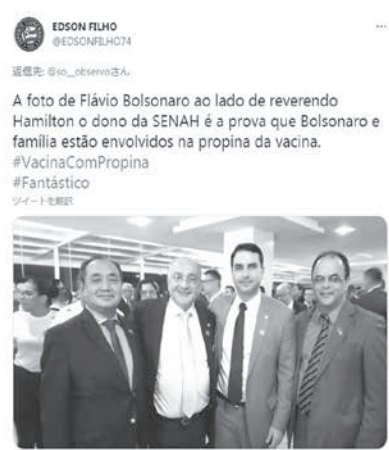 EDSON FILHO
@EDSONFILHO74
返信先: @so__observoさん
A foto de Flávio Bolsonaro ao lado de reverendo
Hamilton o dono da SENAH é a prova que Bolsonaro e
família estão envolvidos na propina da vacina.
#VacinaComPropina
#Fantástico
ツイートを翻訳